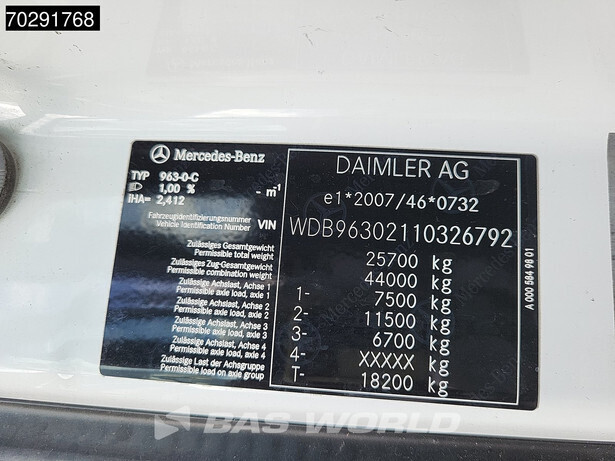 70291768
Mercedes-Benz
DAIMLER AG
TYP 963-0-C
1,00 % - m⁻¹
IHA= 2,412
e1*2007/46*0732
Fahrzeugidentifizierungsnummer
Vehicle Identification Number VIN WDB96302110326792
Zulässiges Gesamtgewicht
Permissible total weight 25700 kg
Zulässiges Zug-Gesamtgewicht
Permissible combination weight 44000 kg
Zulässige Achslast, Achse 1
Permissible axle load, axle 1 1- 7500 kg
Zulässige Achslast, Achse 2
Permissible axle load, axle 2 2- 11500 kg
Zulässige Achslast, Achse 3
Permissible axle load, axle 3 3- 6700 kg
Zulässige Achslast, Achse 4
Permissible axle load, axle 4 4- XXXXX kg
Zulässige Last der Achsgruppe
Permissible load on axle group T- 18200 kg
A 000 584 98 01
BAS WORLD